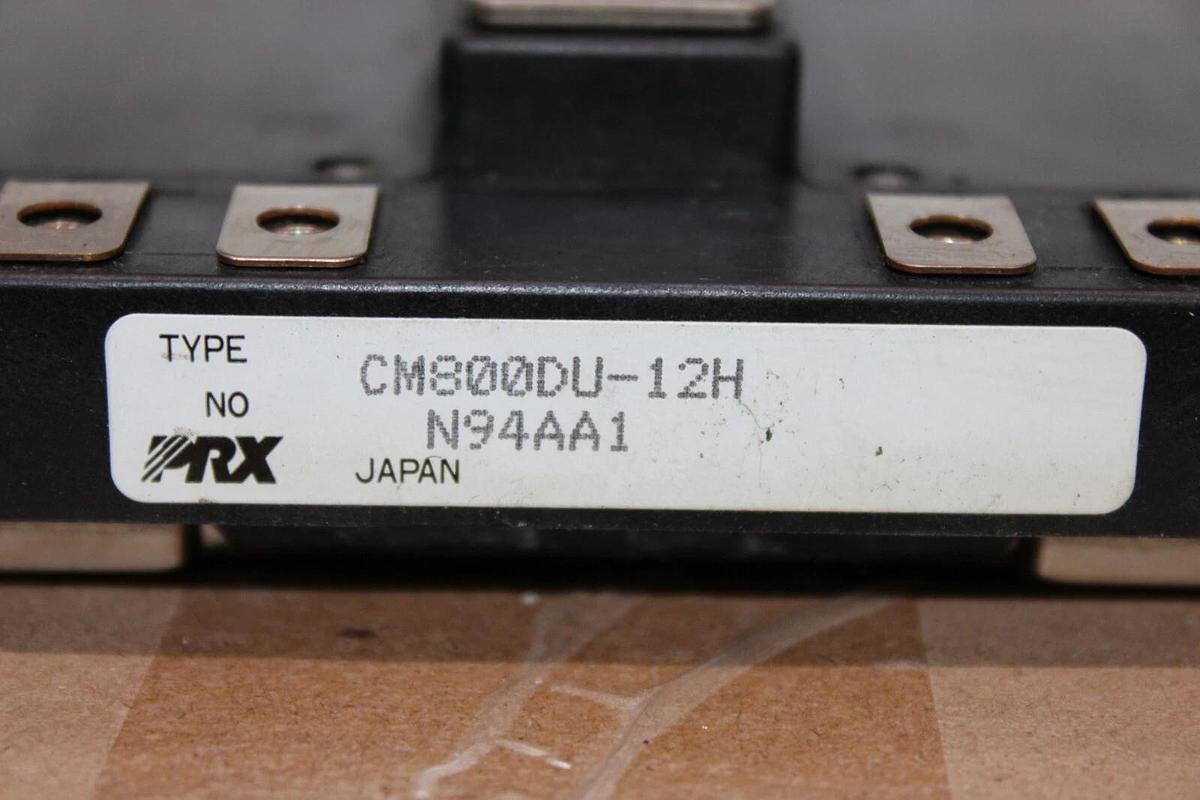 TYPE CM800DU-12H
NO N94AA1
PRX JAPAN